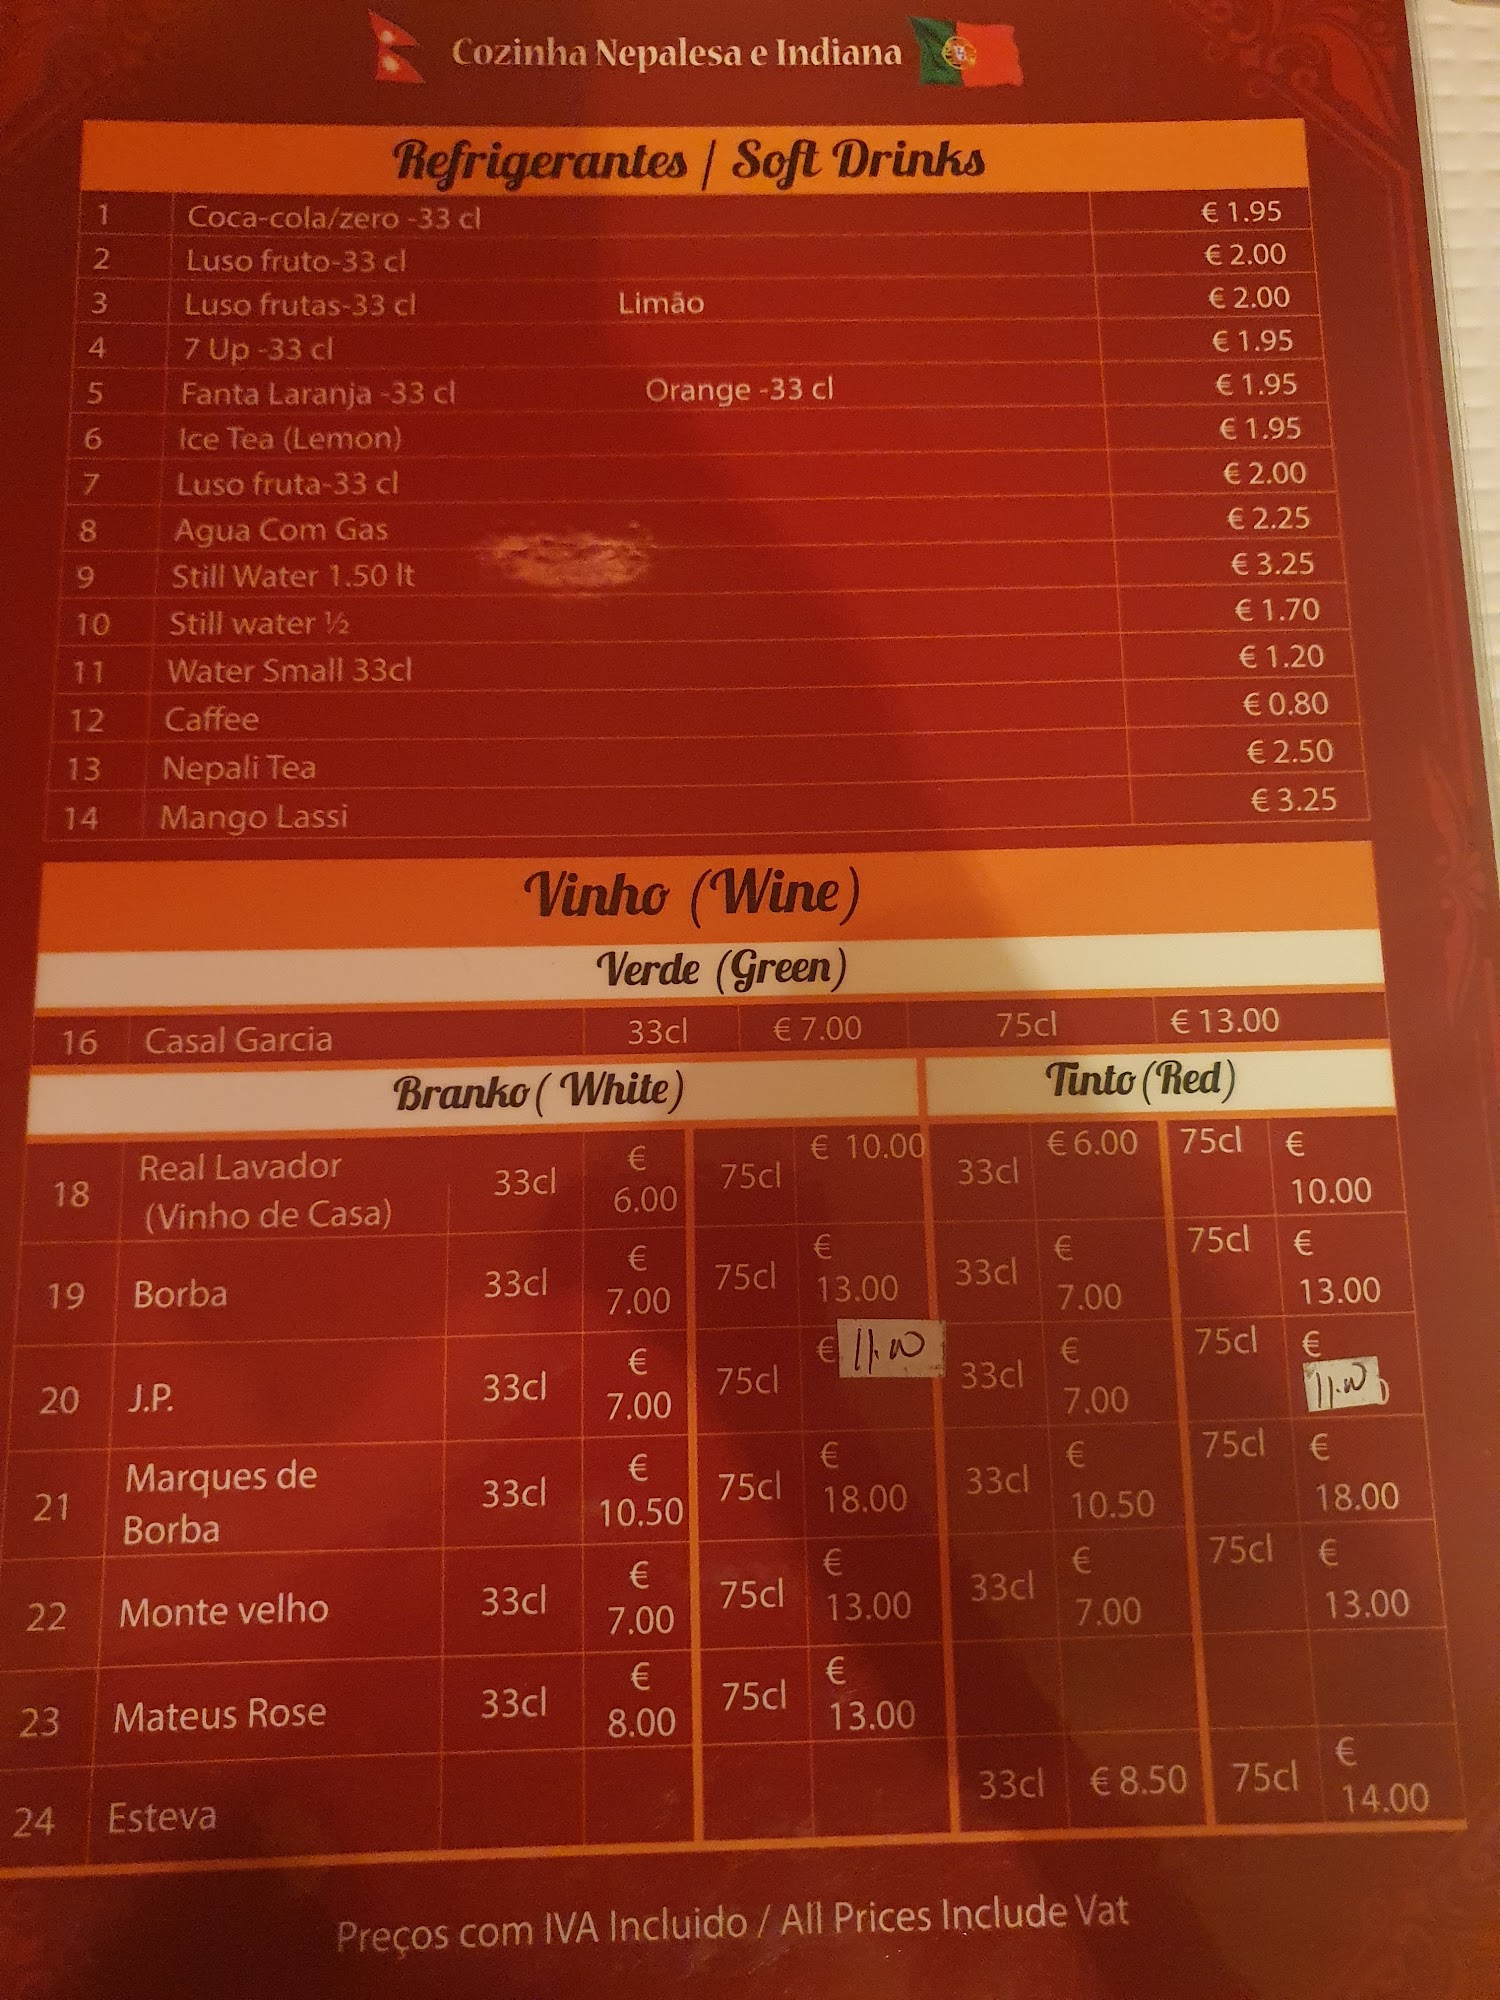 Cozinha Nepalesa e Indiana
Refrigerantes / Soft Drinks
1 Coca-cola/zero -33 cl € 1.95
2 Luso fruto-33 cl € 2.00
3 Luso frutas-33 cl Limão € 2.00
4 7 Up -33 cl € 1.95
5 Fanta Laranja -33 cl Orange -33 cl € 1.95
6 Ice Tea (Lemon) € 1.95
7 Luso fruta-33 cl € 2.00
8 Agua Com Gas € 2.25
9 Still Water 1.50 lt € 3.25
10 Still water ½ € 1.70
11 Water Small 33cl € 1.20
12 Caffee € 0.80
13 Nepali Tea € 2.50
14 Mango Lassi € 3.25
Vinho (Wine)
Verde (Green)
16 Casal Garcia 33cl € 7.00 75cl € 13.00
Branko ( White) Tinto (Red)
18 Real Lavador (Vinho de Casa) 33cl € 6.00 75cl € 10.00 33cl € 6.00 75cl € 10.00
19 Borba 33cl € 7.00 75cl € 13.00 33cl € 7.00 75cl € 13.00
20 J.P. 33cl € 7.00 75cl € 11.00 33cl € 7.00 75cl € 11.00
21 Marques de Borba 33cl € 10.50 75cl € 18.00 33cl € 10.50 75cl € 18.00
22 Monte velho 33cl € 7.00 75cl € 13.00 33cl € 7.00 75cl € 13.00
23 Mateus Rose 33cl € 8.00 75cl € 13.00
24 Esteva 33cl € 8.50 75cl € 14.00
Preços com IVA Incluido / All Prices Include Vat